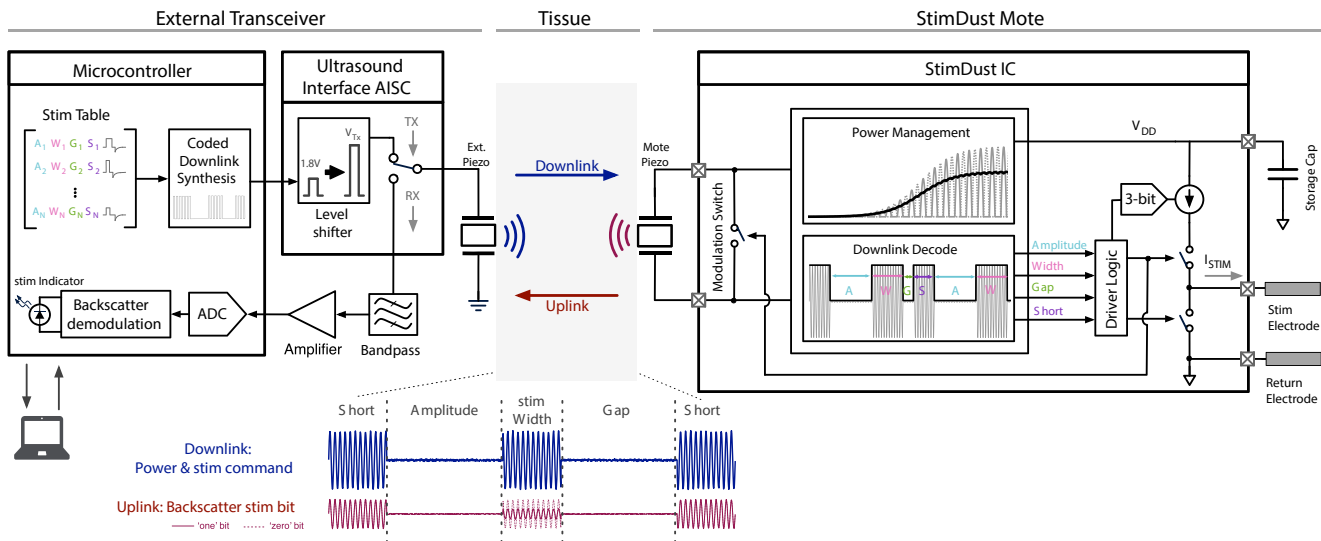 External Transceiver
Tissue
StimDust Mote
Microcontroller
Stim Table
A1 W1 G1 S1
A2 W2 G2 S2
⋮
AN WN GN SN
Coded
Downlink
Synthesis
Ultrasound
Interface AISC
1.8V
VTx
Level
shifter
TX
RX
Ext.
Piezo
stim Indicator
Backscatter
demodulation
ADC
Amplifier
Bandpass
Downlink
Uplink
Mote
Piezo
StimDust IC
Modulation Switch
Power Management
Downlink Decode
A W G S A W
Amplitude
Width
Gap
Short
Driver Logic
3-bit
VDD
ISTIM
Storage Cap
Stim
Electrode
Return
Electrode
Short
Amplitude
stim
Width
Gap
Short
Downlink:
Power & stim command
Uplink: Backscatter stim bit
'one' bit
'zero' bit